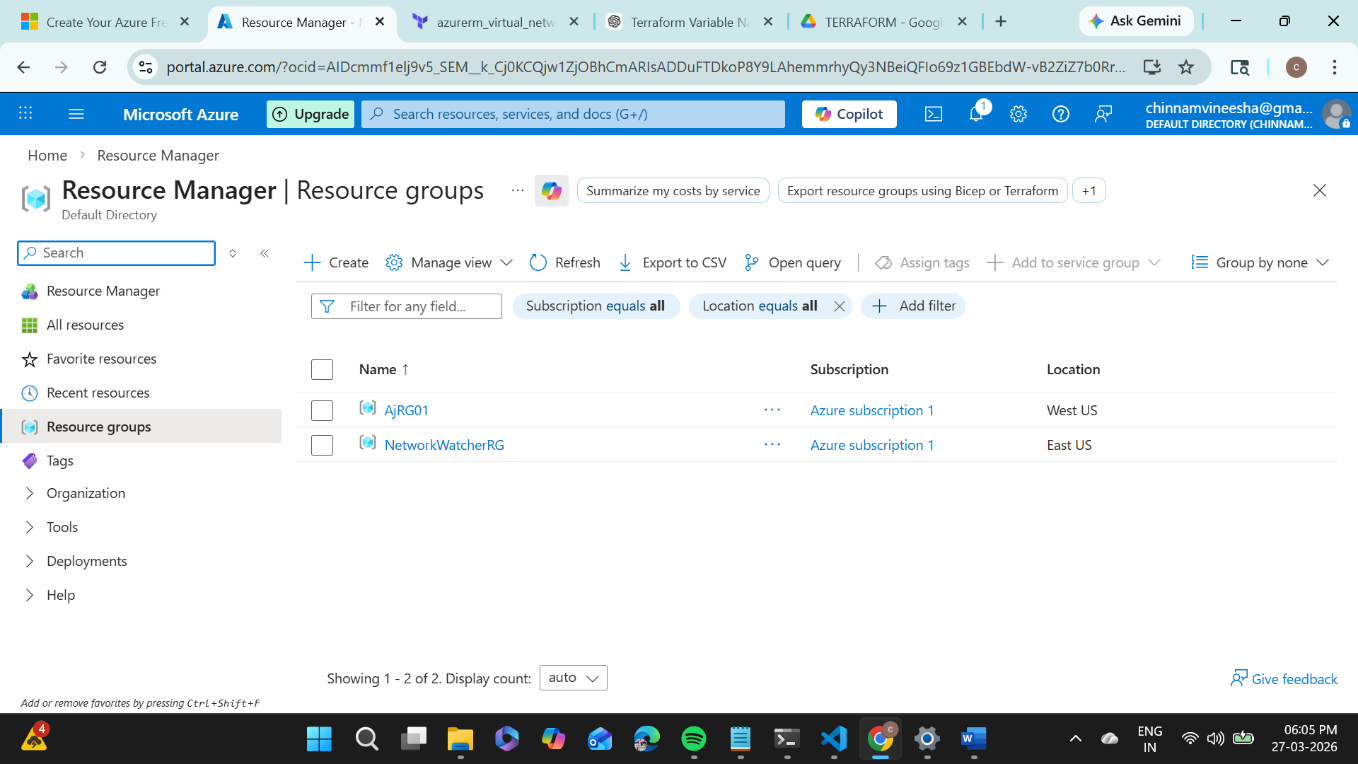 Create Your Azure Fre
Resource Manager -
azurerm_virtual_netw
Terraform Variable Ne
TERRAFORM - Googl
Ask Gemini
portal.azure.com/?ocid=AIDcmmf1elj9v5_SEM__k_Cj0KCQjw1ZjOBhCmARIsADDuFTDkoP8Y9LAhemmrhyQy3NBeiQFIo69z1GBEbdW-vB2ZiZ7b0Rr...
C
Microsoft Azure
Upgrade
Search resources, services, and docs (G+/)
Copilot
1
chinnamvineesha@gma...
DEFAULT DIRECTORY (CHINNAM...
Home > Resource Manager
Resource Manager | Resource groups
...
Summarize my costs by service
Export resource groups using Bicep or Terraform
+1
Default Directory
Search
Create
Manage view
Refresh
Export to CSV
Open query
Assign tags
Add to service group
Group by none
Resource Manager
All resources
Favorite resources
Recent resources
Resource groups
Tags
Organization
Tools
Deployments
Help
Filter for any field...
Subscription equals all
Location equals all
Add filter
Name ↑ Subscription Location
AjRG01 ... Azure subscription 1 West US
NetworkWatcherRG ... Azure subscription 1 East US
Showing 1 - 2 of 2. Display count: auto
Give feedback
Add or remove favorites by pressing Ctrl+Shift+F
4
C
ENG
IN
06:05 PM
27-03-2026